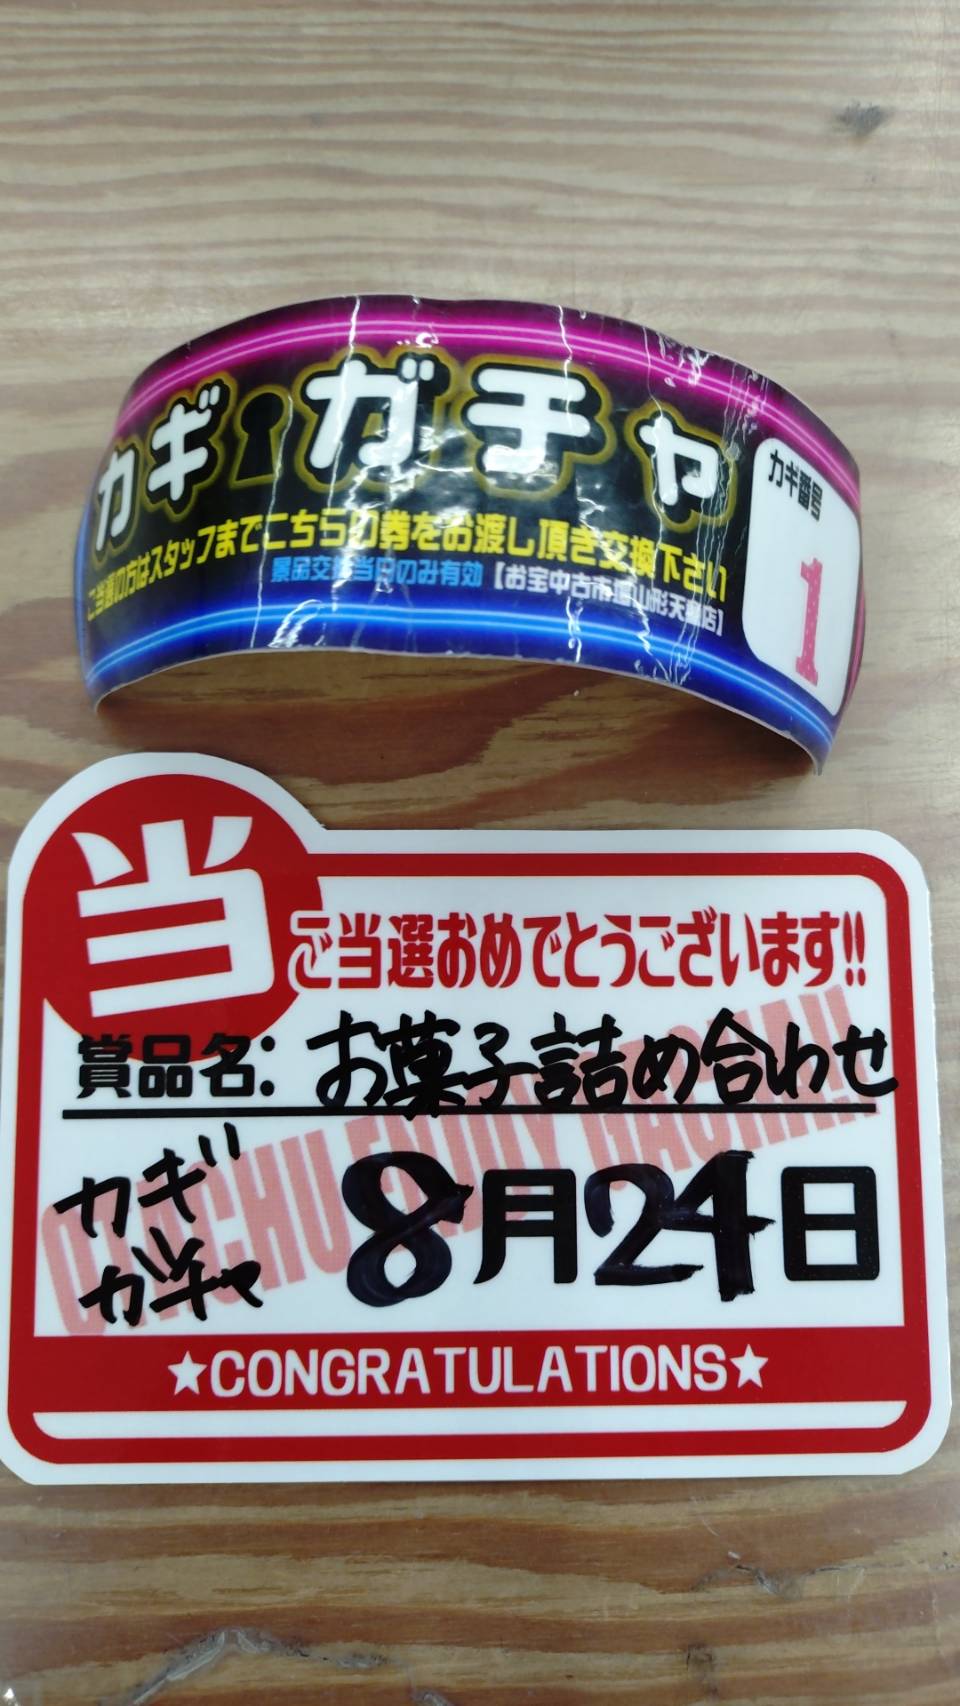 カギガチャ
カギ番号
1
ご当選の方はスタッフまでこちらの券をお渡し頂き交換下さい
景品交換当日のみ有効【お宝中古市場山形天童店】
当
ご当選おめでとうございます!!
賞品名: お菓子詰め合わせ
カギ
ガチャ
8月24日
OTACHU ENJOY GACHA!!
★CONGRATULATIONS★